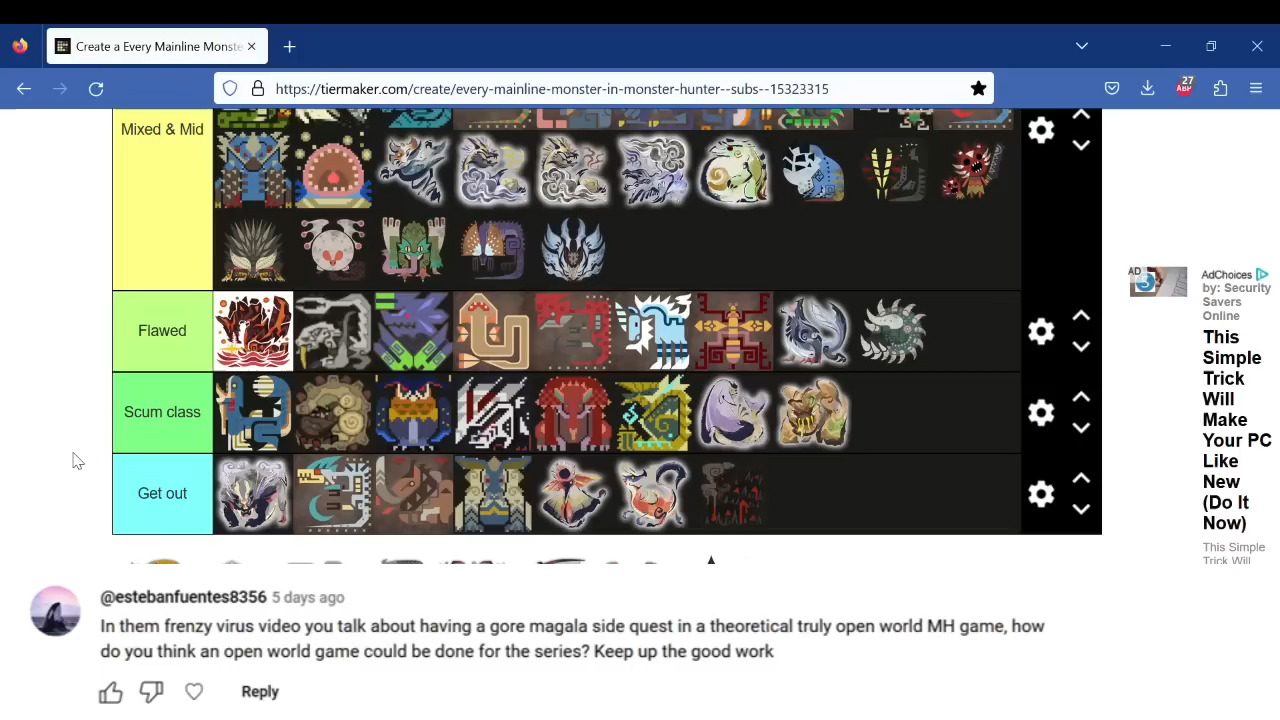 Create a Every Mainline Monste
https://tiermaker.com/create/every-mainline-monster-in-monster-hunter--subs--15323315
27
ABP
Mixed & Mid
Flawed
Scum class
Get out
AD
AdChoices
by: Security
Savers
Online
This
Simple
Trick
Will
Make
Your PC
Like
New
(Do It
Now)
This Simple
Trick Will
@estebanfuentes8356 5 days ago
In them frenzy virus video you talk about having a gore magala side quest in a theoretical truly open world MH game, how
do you think an open world game could be done for the series? Keep up the good work
Reply